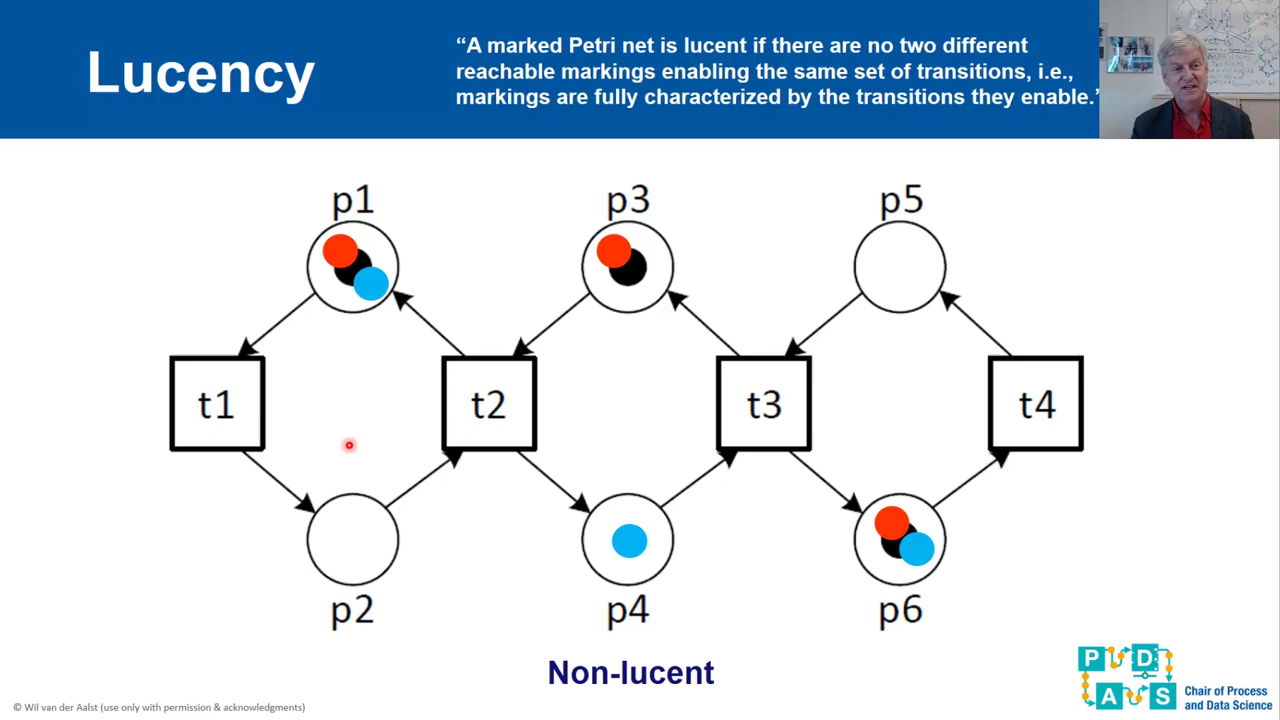 Lucency
“A marked Petri net is lucent if there are no two different
reachable markings enabling the same set of transitions, i.e.,
markings are fully characterized by the transitions they enable.”
p1
p3
p5
t1
t2
t3
t4
p2
p4
p6
Non-lucent
P D
A S
Chair of Process
and Data Science
© Wil van der Aalst (use only with permission & acknowledgments)